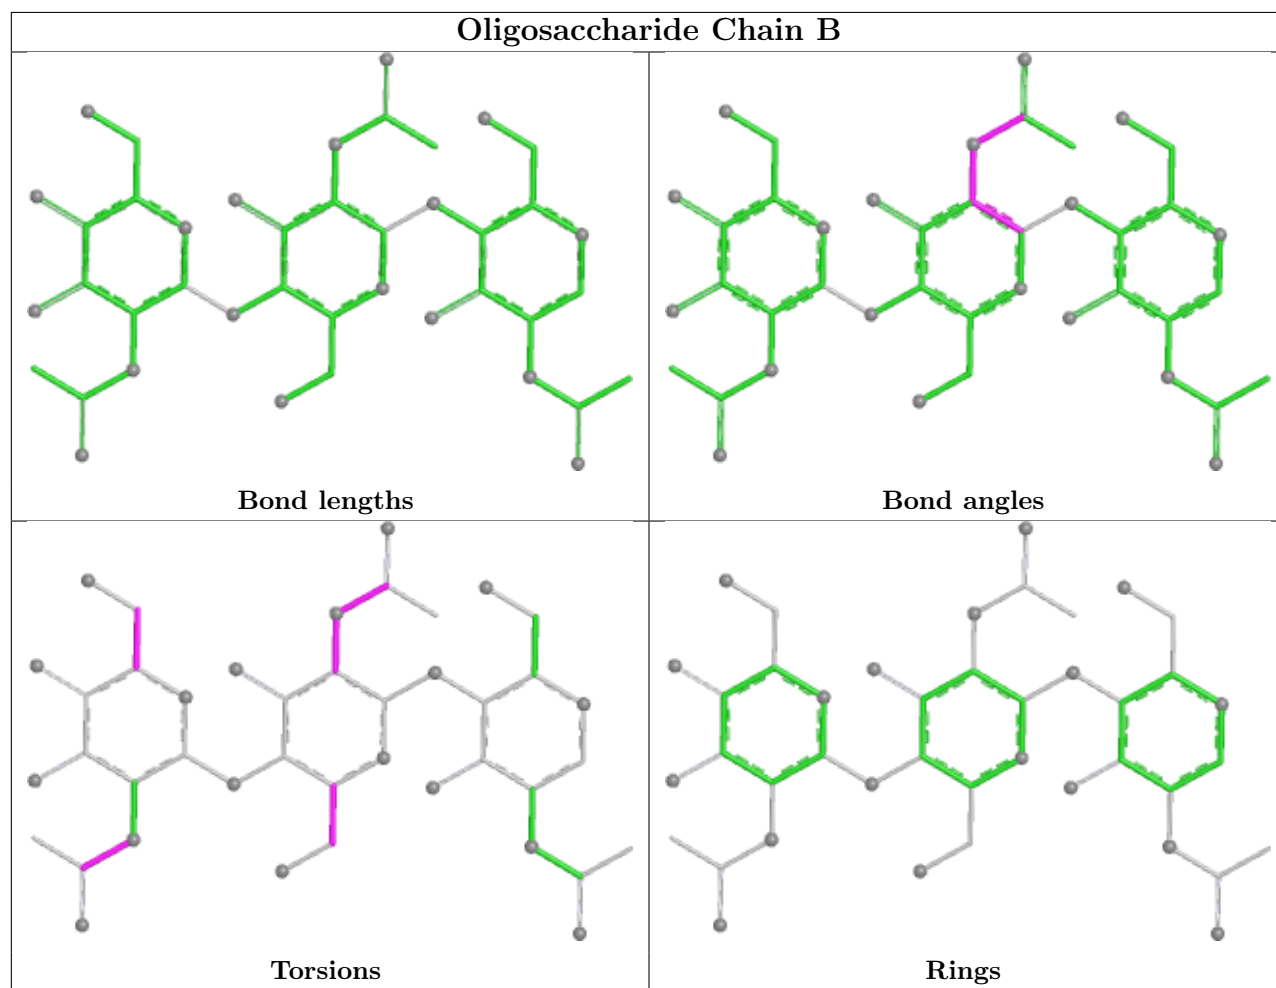 Oligosaccharide Chain B
Bond lengths
Bond angles
Torsions
Rings